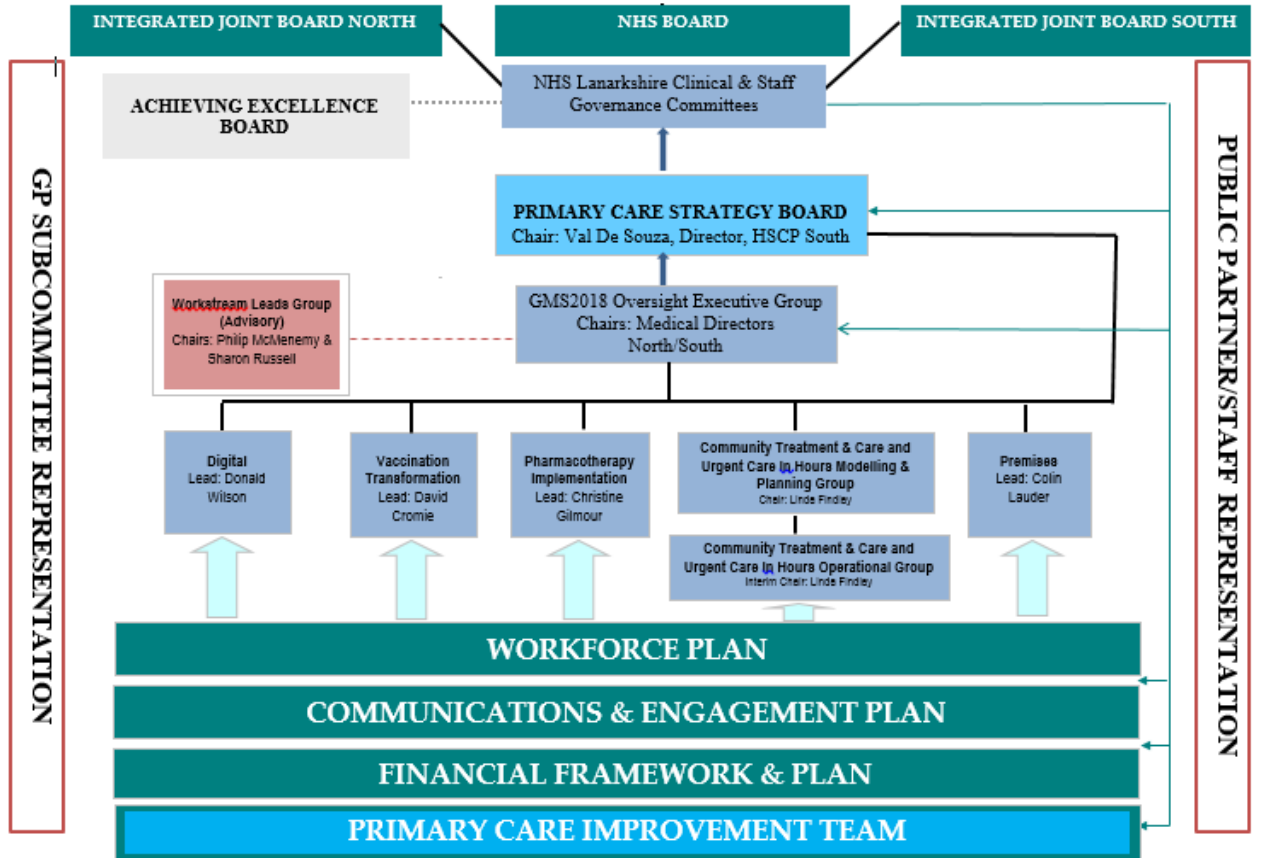 INTEGRATED JOINT BOARD NORTH
NHS BOARD
INTEGRATED JOINT BOARD SOUTH
GP SUBCOMMITTEE REPRESENTATION
PUBLIC PARTNER/STAFF REPRESENTATION
ACHIEVING EXCELLENCE
BOARD
NHS Lanarkshire Clinical & Staff
Governance Committees
PRIMARY CARE STRATEGY BOARD
Chair: Val De Souza, Director, HSCP South
Workstream Leads Group
(Advisory)
Chairs: Philip McMenemy &
Sharon Russell
GMS2018 Oversight Executive Group
Chairs: Medical Directors
North/South
Digital
Lead: Donald
Wilson
Vaccination
Transformation
Lead: David
Cromie
Pharmacotherapy
Implementation
Lead: Christine
Gilmour
Community Treatment & Care and
Urgent Care In Hours Modelling &
Planning Group
Chair: Linda Findlay
Premises
Lead: Colin
Lauder
Community Treatment & Care and
Urgent Care In Hours Operational Group
Interim Chair: Linda Findlay
WORKFORCE PLAN
COMMUNICATIONS & ENGAGEMENT PLAN
FINANCIAL FRAMEWORK & PLAN
PRIMARY CARE IMPROVEMENT TEAM